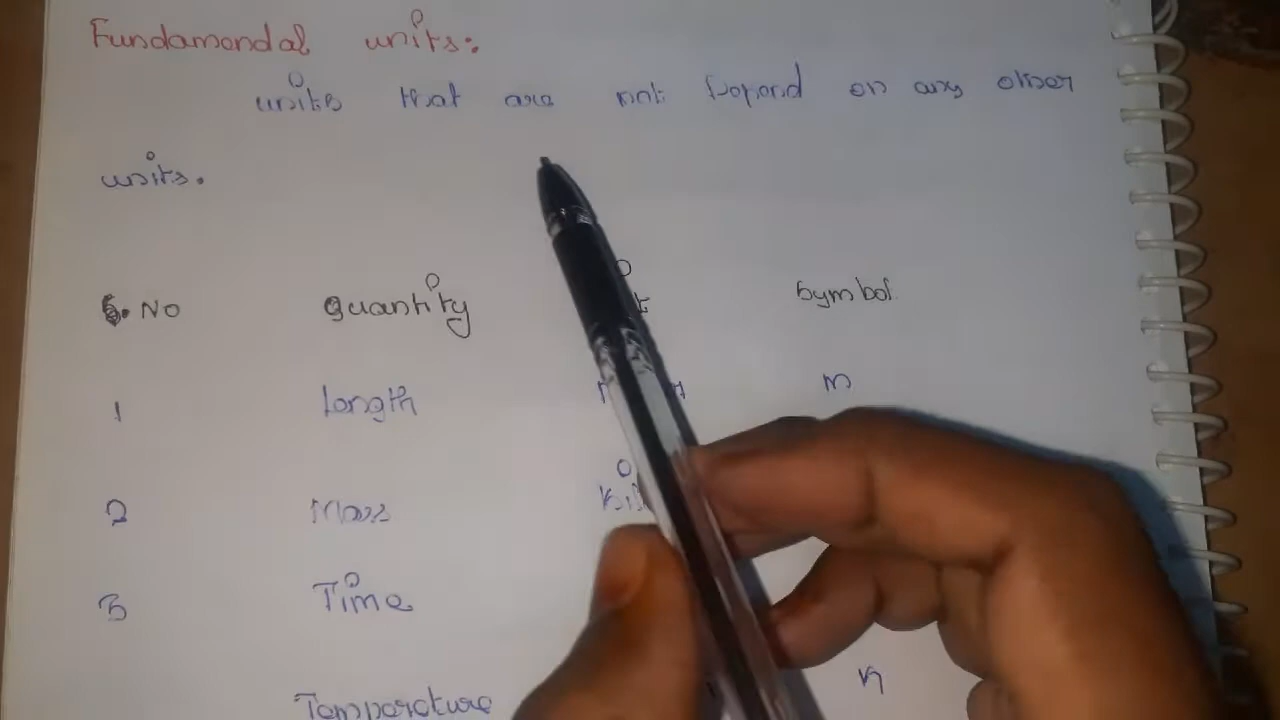 Fundamondal units:
units that are not Depend on any other
units.
S. No quantity Symbol
1 Length m
2 Mass
3 Time
Temperature K